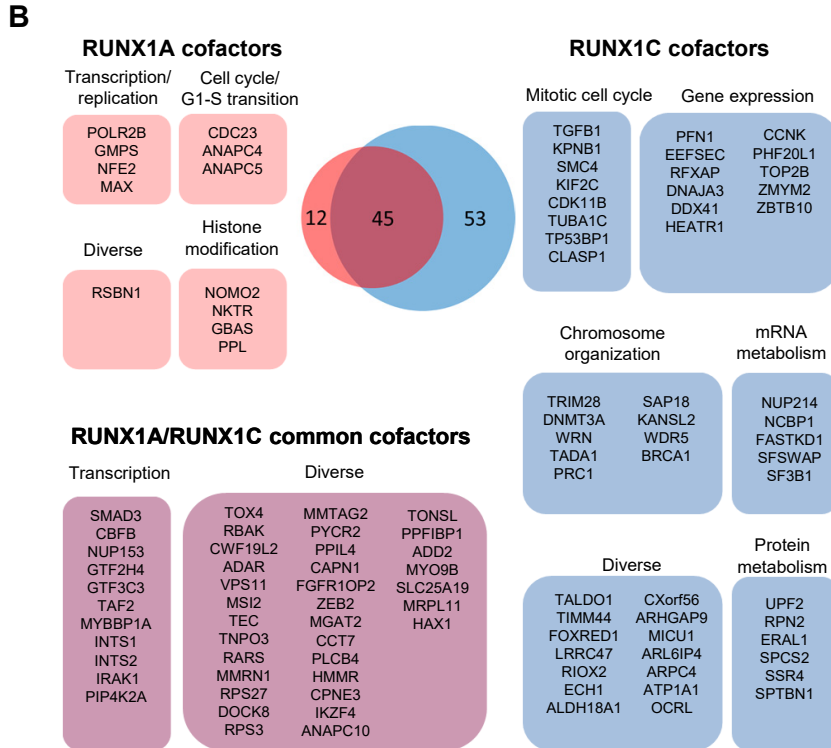 B
RUNX1A cofactors
Transcription/
replication
POLR2B
GMPS
NFE2
MAX
Cell cycle/
G1-S transition
CDC23
ANAPC4
ANAPC5
Diverse
RSBN1
Histone
modification
NOMO2
NKTR
GBAS
PPL
12
45
53
RUNX1C cofactors
Mitotic cell cycle
TGFB1
KPNB1
SMC4
KIF2C
CDK11B
TUBA1C
TP53BP1
CLASP1
Gene expression
PFN1
EEFSEC
RFXAP
DNAJA3
DDX41
HEATR1
CCNK
PHF20L1
TOP2B
ZMYM2
ZBTB10
Chromosome
organization
TRIM28
DNMT3A
WRN
TADA1
PRC1
SAP18
KANSL2
WDR5
BRCA1
mRNA
metabolism
NUP214
NCBP1
FASTKD1
SFSWAP
SF3B1
Diverse
TALDO1
TIMM44
FOXRED1
LRRC47
RIOX2
ECH1
ALDH18A1
CXorf56
ARHGAP9
MICU1
ARL6IP4
ARPC4
ATP1A1
OCRL
Protein
metabolism
UPF2
RPN2
ERAL1
SPCS2
SSR4
SPTBN1
RUNX1A/RUNX1C common cofactors
Transcription
SMAD3
CBFB
NUP153
GTF2H4
GTF3C3
TAF2
MYBBP1A
INTS1
INTS2
IRAK1
PIP4K2A
Diverse
TOX4
RBAK
CWF19L2
ADAR
VPS11
MSI2
TEC
TNPO3
RARS
MMRN1
RPS27
DOCK8
RPS3
MMTAG2
PYCR2
PPIL4
CAPN1
FGFR1OP2
ZEB2
MGAT2
CCT7
PLCB4
HMMR
CPNE3
IKZF4
ANAPC10
TONSL
PPFIBP1
ADD2
MYO9B
SLC25A19
MRPL11
HAX1